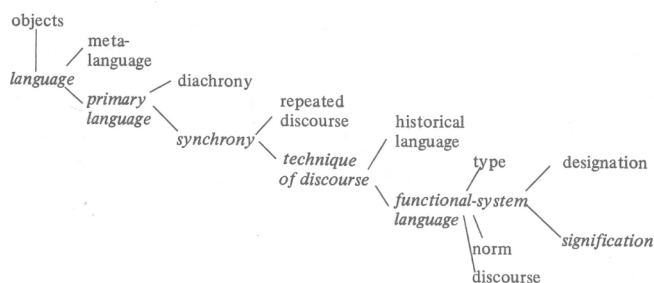 objects
meta-
language
language
primary
language
diachrony
synchrony
repeated
discourse
technique
of discourse
historical
language
functional-system
language
type
norm
discourse
designation
signification